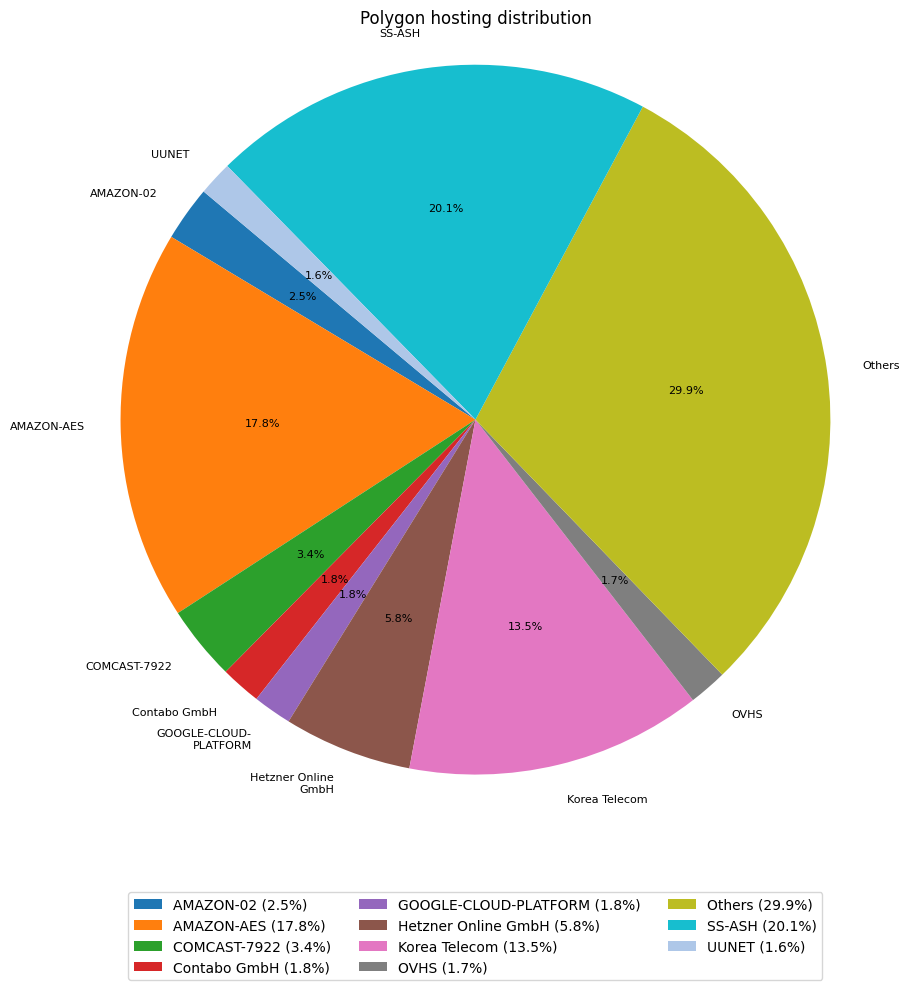 Polygon hosting distribution
SS-ASH
UUNET
AMAZON-02
20.1%
1.6%
2.5%
Others
29.9%
AMAZON-AES
17.8%
3.4%
1.8%
1.8%
1.7%
5.8%
13.5%
COMCAST-7922
Contabo GmbH
GOOGLE-CLOUD-
PLATFORM
OVHS
Hetzner Online
GmbH
Korea Telecom
AMAZON-02 (2.5%)
AMAZON-AES (17.8%)
COMCAST-7922 (3.4%)
Contabo GmbH (1.8%)
GOOGLE-CLOUD-PLATFORM (1.8%)
Hetzner Online GmbH (5.8%)
Korea Telecom (13.5%)
OVHS (1.7%)
Others (29.9%)
SS-ASH (20.1%)
UUNET (1.6%)